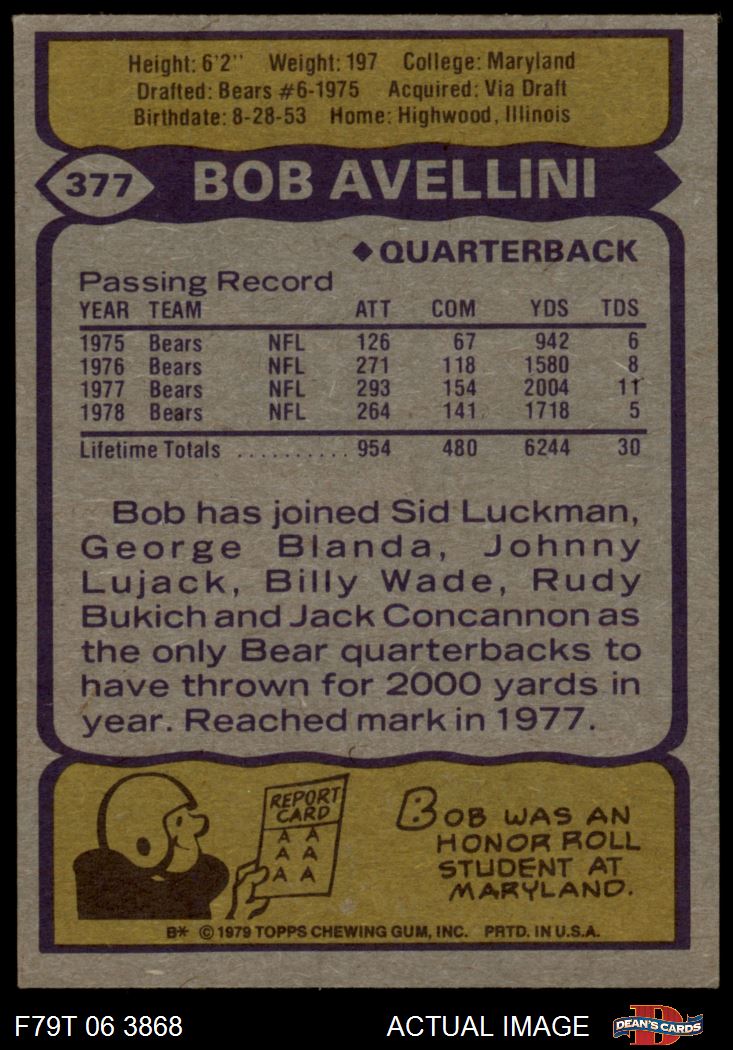 Height: 6'2" Weight: 197 College: Maryland
Drafted: Bears #6-1975 Acquired: Via Draft
Birthdate: 8-28-53 Home: Highwood, Illinois
377 BOB AVELLINI
◆ QUARTERBACK
Passing Record
YEAR TEAM ATT COM YDS TDS
1975 Bears NFL 126 67 942 6
1976 Bears NFL 271 118 1580 8
1977 Bears NFL 293 154 2004 11
1978 Bears NFL 264 141 1718 5
Lifetime Totals .......... 954 480 6244 30
Bob has joined Sid Luckman,
George Blanda, Johnny
Lujack, Billy Wade, Rudy
Bukich and Jack Concannon as
the only Bear quarterbacks to
have thrown for 2000 yards in
year. Reached mark in 1977.
REPORT
CARD
A A
A A
A A
BOB WAS AN
HONOR ROLL
STUDENT AT
MARYLAND.
B* © 1979 TOPPS CHEWING GUM, INC. PRTD. IN U.S.A.
F79T 06 3868 ACTUAL IMAGE D DEAN'S CARDS